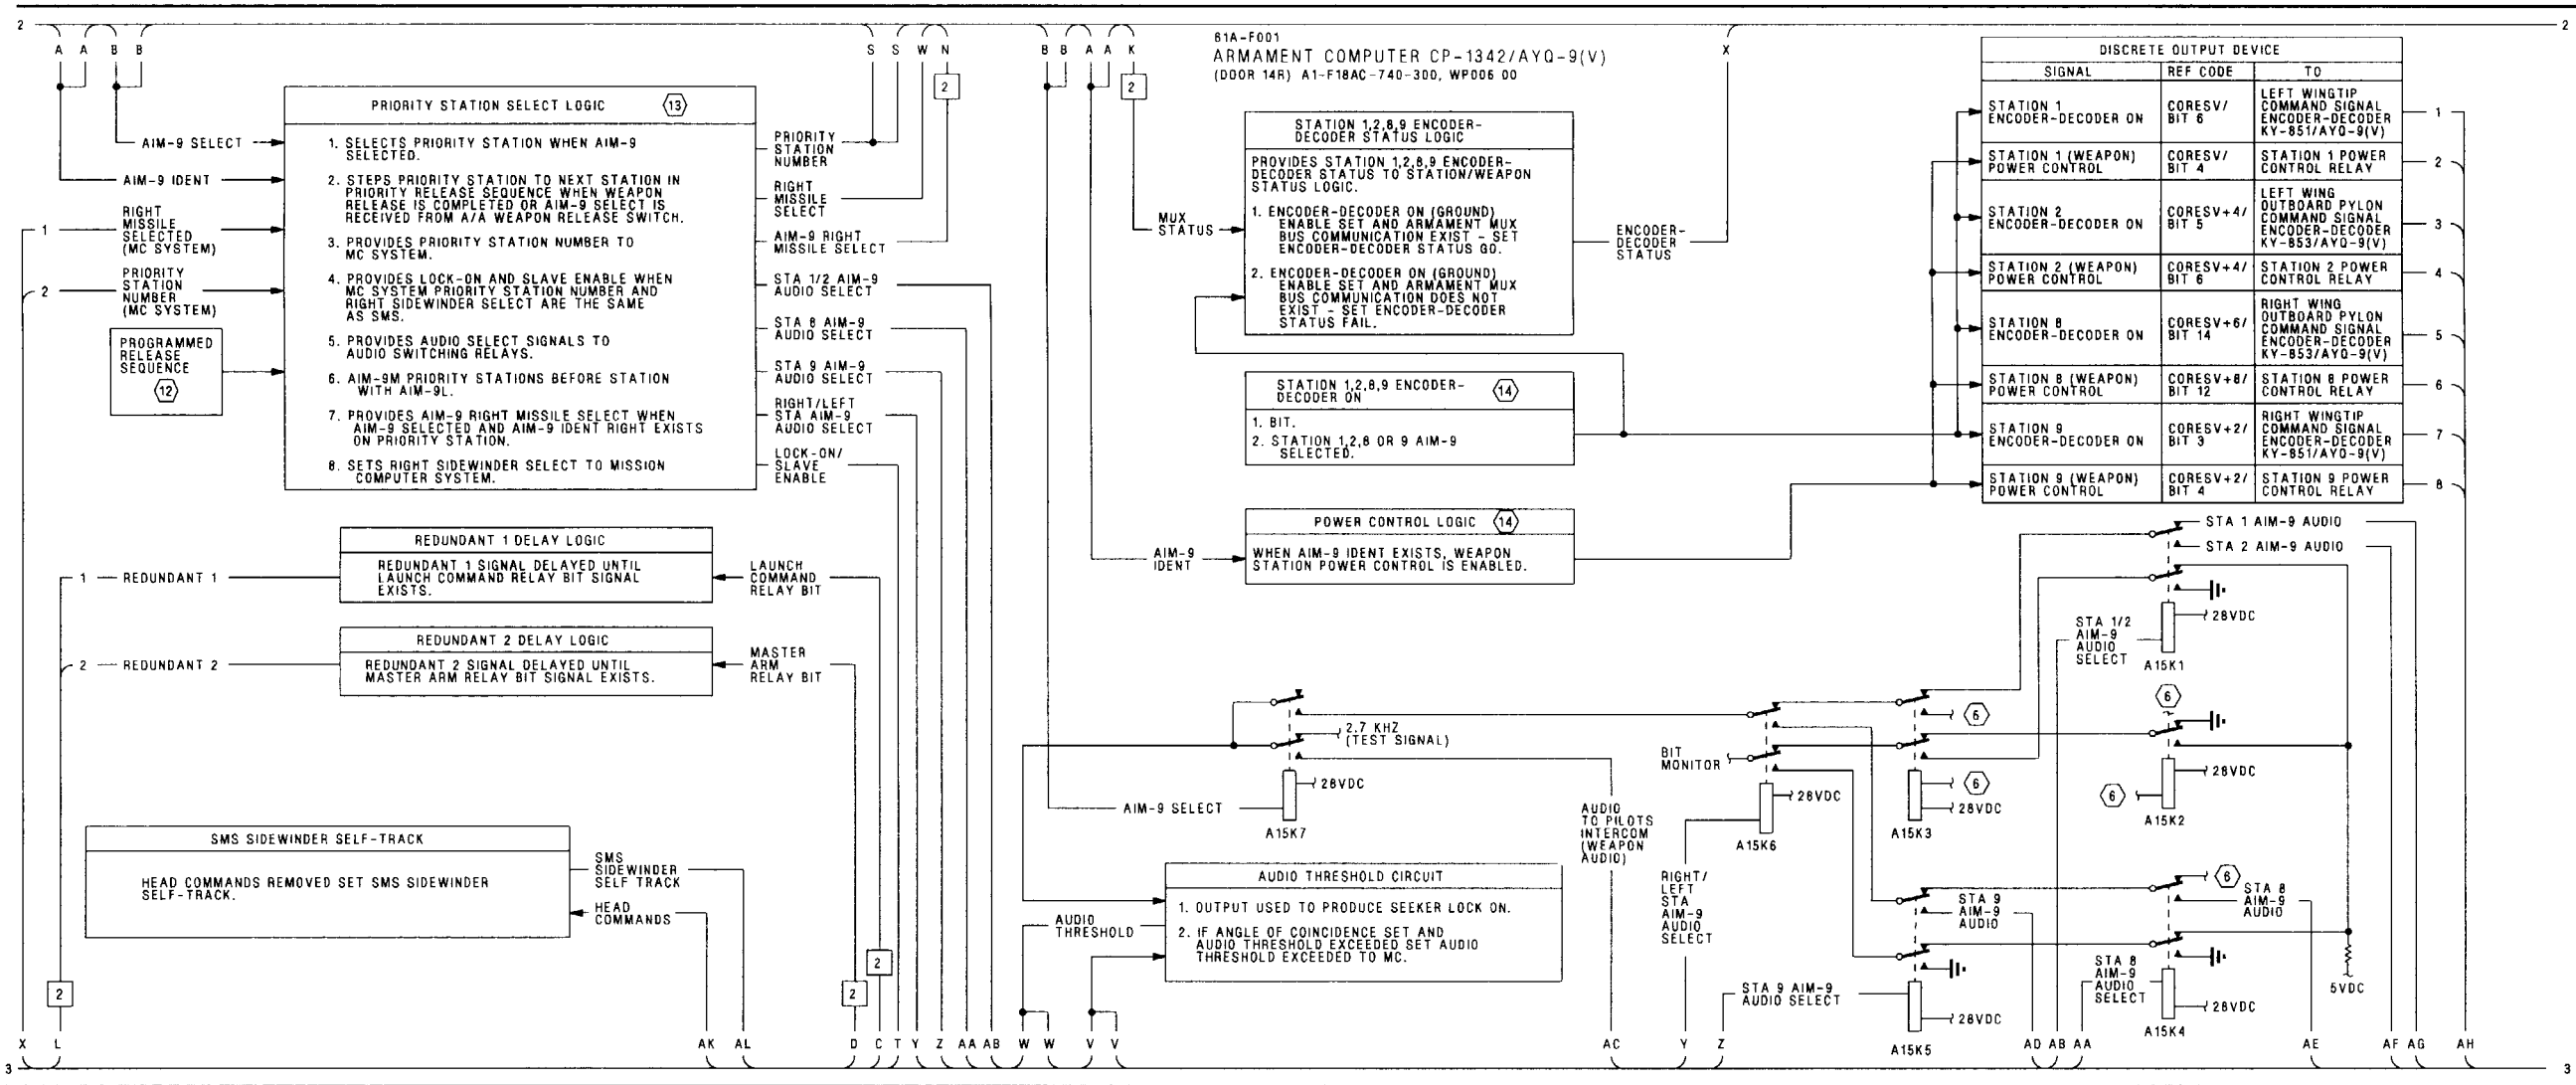 2
A A B B
S S W N
B B A A K
X
2
2
2
61A-F001
ARMAMENT COMPUTER CP-1342/AYQ-9(V)
(DOOR 14R) A1-F18AC-740-300, WP006 00
PRIORITY STATION SELECT LOGIC 13
1. SELECTS PRIORITY STATION WHEN AIM-9
SELECTED.
2. STEPS PRIORITY STATION TO NEXT STATION IN
PRIORITY RELEASE SEQUENCE WHEN WEAPON
RELEASE IS COMPLETED OR AIM-9 SELECT IS
RECEIVED FROM A/A WEAPON RELEASE SWITCH.
3. PROVIDES PRIORITY STATION NUMBER TO
MC SYSTEM.
4. PROVIDES LOCK-ON AND SLAVE ENABLE WHEN
MC SYSTEM PRIORITY STATION NUMBER AND
RIGHT SIDEWINDER SELECT ARE THE SAME
AS SMS.
5. PROVIDES AUDIO SELECT SIGNALS TO
AUDIO SWITCHING RELAYS.
6. AIM-9M PRIORITY STATIONS BEFORE STATION
WITH AIM-9L.
7. PROVIDES AIM-9 RIGHT MISSILE SELECT WHEN
AIM-9 SELECTED AND AIM-9 IDENT RIGHT EXISTS
ON PRIORITY STATION.
8. SETS RIGHT SIDEWINDER SELECT TO MISSION
COMPUTER SYSTEM.
AIM-9 SELECT
AIM-9 IDENT
1
RIGHT
MISSILE
SELECTED
(MC SYSTEM)
2
PRIORITY
STATION
NUMBER
(MC SYSTEM)
PROGRAMMED
RELEASE
SEQUENCE
12
PRIORITY
STATION
NUMBER
RIGHT
MISSILE
SELECT
AIM-9 RIGHT
MISSILE SELECT
STA 1/2 AIM-9
AUDIO SELECT
STA 8 AIM-9
AUDIO SELECT
STA 9 AIM-9
AUDIO SELECT
RIGHT/LEFT
STA AIM-9
AUDIO SELECT
LOCK-ON/
SLAVE
ENABLE
REDUNDANT 1 DELAY LOGIC
REDUNDANT 1 SIGNAL DELAYED UNTIL
LAUNCH COMMAND RELAY BIT SIGNAL
EXISTS.
1 REDUNDANT 1
LAUNCH
COMMAND
RELAY BIT
REDUNDANT 2 DELAY LOGIC
REDUNDANT 2 SIGNAL DELAYED UNTIL
MASTER ARM RELAY BIT SIGNAL EXISTS.
2 REDUNDANT 2
MASTER
ARM
RELAY BIT
SMS SIDEWINDER SELF-TRACK
HEAD COMMANDS REMOVED SET SMS SIDEWINDER
SELF-TRACK.
SMS
SIDEWINDER
SELF TRACK
HEAD
COMMANDS
2
2
2
STATION 1,2,8,9 ENCODER-
DECODER STATUS LOGIC
PROVIDES STATION 1,2,8,9 ENCODER-
DECODER STATUS TO STATION/WEAPON
STATUS LOGIC.
1. ENCODER-DECODER ON (GROUND)
ENABLE SET AND ARMAMENT MUX
BUS COMMUNICATION EXIST - SET
ENCODER-DECODER STATUS GO.
2. ENCODER-DECODER ON (GROUND)
ENABLE SET AND ARMAMENT MUX
BUS COMMUNICATION DOES NOT
EXIST - SET ENCODER-DECODER
STATUS FAIL.
MUX
STATUS
ENCODER-
DECODER
STATUS
STATION 1,2,8,9 ENCODER-
DECODER ON 14
1. BIT.
2. STATION 1,2,8 OR 9 AIM-9
SELECTED.
POWER CONTROL LOGIC 14
WHEN AIM-9 IDENT EXISTS, WEAPON
STATION POWER CONTROL IS ENABLED.
AIM-9
IDENT
DISCRETE OUTPUT DEVICE
SIGNAL REF CODE TO
STATION 1
ENCODER-DECODER ON
CORESV/
BIT 6
LEFT WINGTIP
COMMAND SIGNAL
ENCODER-DECODER
KY-851/AYQ-9(V)
1
STATION 1 (WEAPON)
POWER CONTROL
CORESV/
BIT 4
STATION 1 POWER
CONTROL RELAY
2
STATION 2
ENCODER-DECODER ON
CORESV+4/
BIT 5
LEFT WING
OUTBOARD PYLON
COMMAND SIGNAL
ENCODER-DECODER
KY-853/AYQ-9(V)
3
STATION 2 (WEAPON)
POWER CONTROL
CORESV+4/
BIT 6
STATION 2 POWER
CONTROL RELAY
4
STATION 8
ENCODER-DECODER ON
CORESV+6/
BIT 14
RIGHT WING
OUTBOARD PYLON
COMMAND SIGNAL
ENCODER-DECODER
KY-853/AYQ-9(V)
5
STATION 8 (WEAPON)
POWER CONTROL
CORESV+8/
BIT 12
STATION 8 POWER
CONTROL RELAY
6
STATION 9
ENCODER-DECODER ON
CORESV+2/
BIT 3
RIGHT WINGTIP
COMMAND SIGNAL
ENCODER-DECODER
KY-851/AYQ-9(V)
7
STATION 9 (WEAPON)
POWER CONTROL
CORESV+2/
BIT 4
STATION 9 POWER
CONTROL RELAY
8
STA 1 AIM-9 AUDIO
STA 2 AIM-9 AUDIO
28VDC
STA 1/2
AIM-9
AUDIO
SELECT
A15K1
6
28VDC
6
A15K2
2.7 KHZ
(TEST SIGNAL)
28VDC
AIM-9 SELECT
A15K7
BIT
MONITOR
28VDC
A15K6
6
6
28VDC
A15K3
AUDIO
TO PILOTS
INTERCOM
(WEAPON
AUDIO)
RIGHT/
LEFT
STA
AIM-9
AUDIO
SELECT
AUDIO THRESHOLD CIRCUIT
1. OUTPUT USED TO PRODUCE SEEKER LOCK ON.
2. IF ANGLE OF COINCIDENCE SET AND
AUDIO THRESHOLD EXCEEDED SET AUDIO
THRESHOLD EXCEEDED TO MC.
AUDIO
THRESHOLD
STA 9
AIM-9
AUDIO
6
STA 8
AIM-9
AUDIO
STA 9 AIM-9
AUDIO SELECT
28VDC
A15K5
STA 8
AIM-9
AUDIO
SELECT
28VDC
A15K4
5VDC
X L AK AL D C T Y Z AA AB W W V V AC Y Z AD AB AA AE AF AG AH
3
2
3